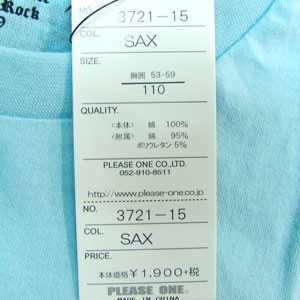 Rock
9
NO. 3721-15
COL. SAX
SIZE.
胸囲 53-59
110
QUALITY.
<本体> 綿 100%
<附属> 綿 95%
ポリウレタン 5%
PLEASE ONE CO.,LTD.
052-910-8511
http://www.please-one.co.jp
NO. 3721-15
COL. SAX
PRICE.
本体価格¥1,900+税
PLEASE ONE.
MADE IN CHINA